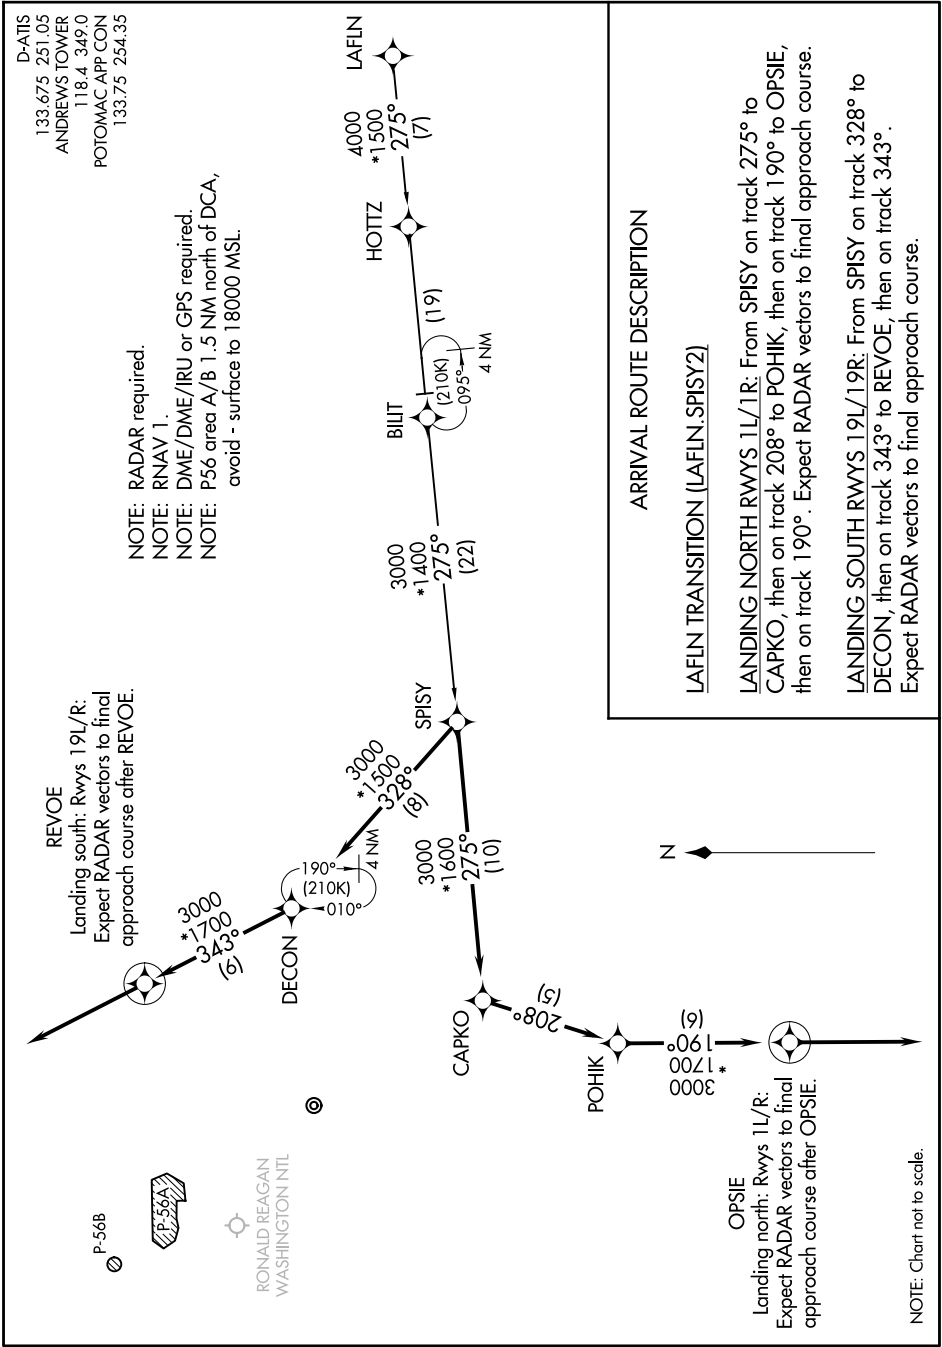 D-ATIS
133.675 251.05
ANDREWS TOWER
118.4 349.0
POTOMAC APP CON
133.75 254.35
NOTE: RADAR required.
NOTE: RNAV 1.
NOTE: DME/DME/IRU or GPS required.
NOTE: P56 area A/B 1.5 NM north of DCA,
avoid - surface to 18000 MSL.
REVOE
Landing south: Rwys 19L/R:
Expect RADAR vectors to final
approach course after REVOE.
P-56B
P-56A
RONALD REAGAN
WASHINGTON NTL
3000
*1700
343°
(9)
DECON
190°
(210K)
010°
4 NM
3000
*1500
328°
(8)
SPISY
3000
*1400
275°
(22)
BILIT
(210K)
095°
4 NM
(19)
HOTTZ
4000
*1500
275°
(7)
LAFLN
3000
*1600
275°
(10)
CAPKO
208°
(5)
POHIK
3000
*1700
190°
(6)
N
OPSIE
Landing north: Rwys 1L/R:
Expect RADAR vectors to final
approach course after OPSIE.
NOTE: Chart not to scale.
ARRIVAL ROUTE DESCRIPTION
LAFLN TRANSITION (LAFLN.SPISY2)
LANDING NORTH RWYS 1L/1R: From SPISY on track 275° to
CAPKO, then on track 208° to POHIK, then on track 190° to OPSIE,
then on track 190°. Expect RADAR vectors to final approach course.
LANDING SOUTH RWYS 19L/19R: From SPISY on track 328° to
DECON, then on track 343° to REVOE, then on track 343°.
Expect RADAR vectors to final approach course.